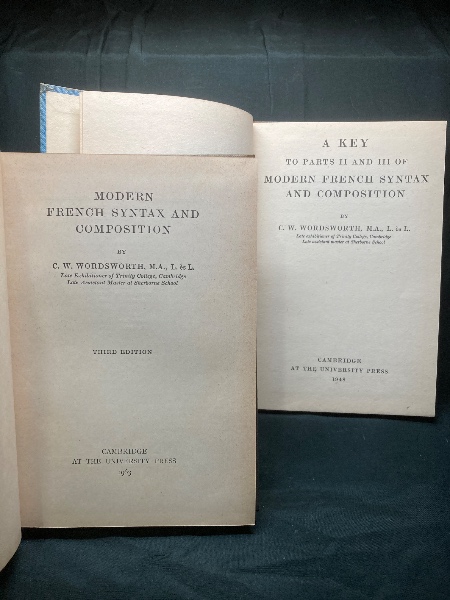 MODERN
FRENCH SYNTAX AND
COMPOSITION
BY
C. W. WORDSWORTH, M.A., L. ès L.
Late Exhibitioner of Trinity College, Cambridge
Late Assistant Master at Sherborne School
THIRD EDITION
CAMBRIDGE
AT THE UNIVERSITY PRESS
A KEY
TO PARTS II AND III OF
MODERN FRENCH SYNTAX
AND COMPOSITION
BY
C. W. WORDSWORTH, M.A., L. ès L.
Late exhibitioner of Trinity College, Cambridge
Late assistant master at Sherborne School
CAMBRIDGE
AT THE UNIVERSITY PRESS
1948